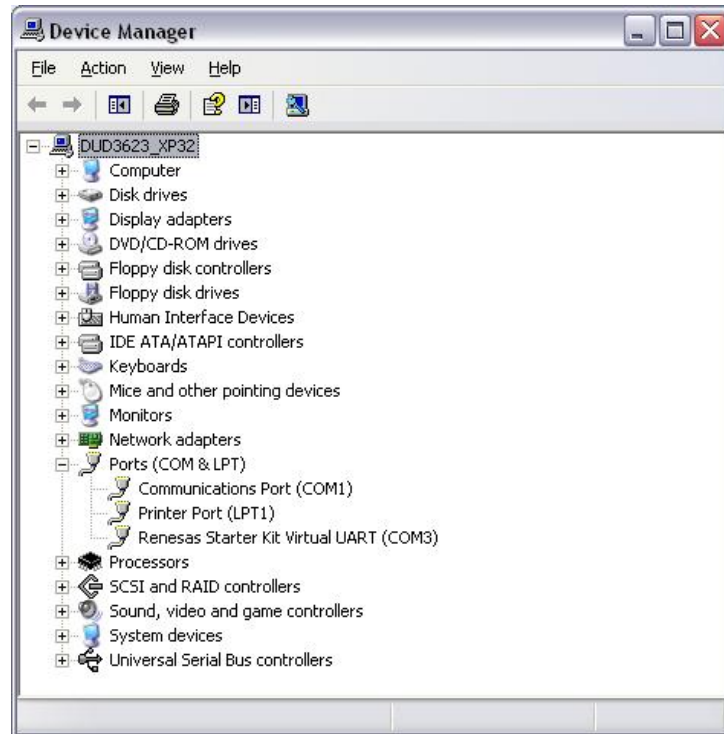 Device Manager
File Action View Help
DUD3623_XP32
Computer
Disk drives
Display adapters
DVD/CD-ROM drives
Floppy disk controllers
Floppy disk drives
Human Interface Devices
IDE ATA/ATAPI controllers
Keyboards
Mice and other pointing devices
Monitors
Network adapters
Ports (COM & LPT)
Communications Port (COM1)
Printer Port (LPT1)
Renesas Starter Kit Virtual UART (COM3)
Processors
SCSI and RAID controllers
Sound, video and game controllers
System devices
Universal Serial Bus controllers